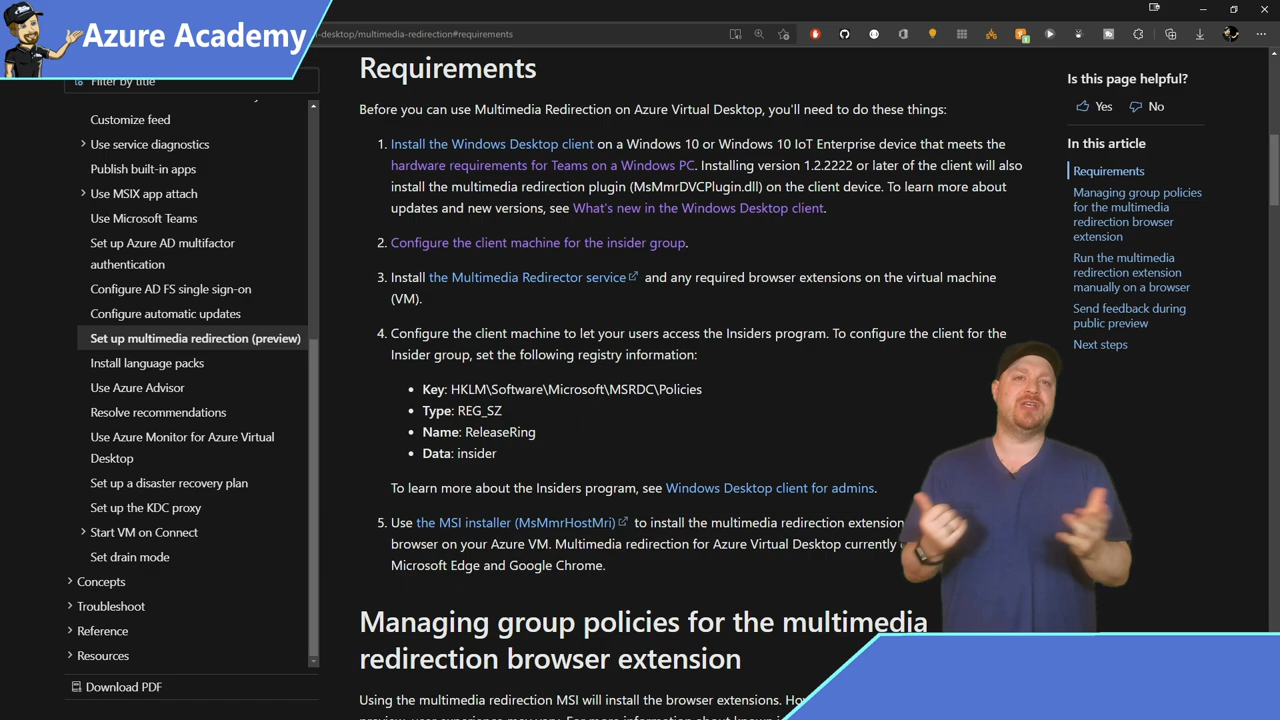 Azure Academy
-desktop/multimedia-redirection#requirements
Filter by title
Customize feed
Use service diagnostics
Publish built-in apps
Use MSIX app attach
Use Microsoft Teams
Set up Azure AD multifactor
authentication
Configure AD FS single sign-on
Configure automatic updates
Set up multimedia redirection (preview)
Install language packs
Use Azure Advisor
Resolve recommendations
Use Azure Monitor for Azure Virtual
Desktop
Set up a disaster recovery plan
Set up the KDC proxy
Start VM on Connect
Set drain mode
Concepts
Troubleshoot
Reference
Resources
Download PDF
Requirements
Before you can use Multimedia Redirection on Azure Virtual Desktop, you'll need to do these things:
1. Install the Windows Desktop client on a Windows 10 or Windows 10 IoT Enterprise device that meets the
hardware requirements for Teams on a Windows PC. Installing version 1.2.2222 or later of the client will also
install the multimedia redirection plugin (MsMmrDVCPlugin.dll) on the client device. To learn more about
updates and new versions, see What's new in the Windows Desktop client.
2. Configure the client machine for the insider group.
3. Install the Multimedia Redirector service and any required browser extensions on the virtual machine
(VM).
4. Configure the client machine to let your users access the Insiders program. To configure the client for the
Insider group, set the following registry information:
• Key: HKLM\Software\Microsoft\MSRDC\Policies
• Type: REG_SZ
• Name: ReleaseRing
• Data: insider
To learn more about the Insiders program, see Windows Desktop client for admins.
5. Use the MSI installer (MsMmrHostMri) to install the multimedia redirection extension
browser on your Azure VM. Multimedia redirection for Azure Virtual Desktop currently
Microsoft Edge and Google Chrome.
Managing group policies for the multimedia
redirection browser extension
Using the multimedia redirection MSI will install the browser extensions.
Is this page helpful?
Yes No
In this article
Requirements
Managing group policies
for the multimedia
redirection browser
extension
Run the multimedia
redirection extension
manually on a browser
Send feedback during
public preview
Next steps